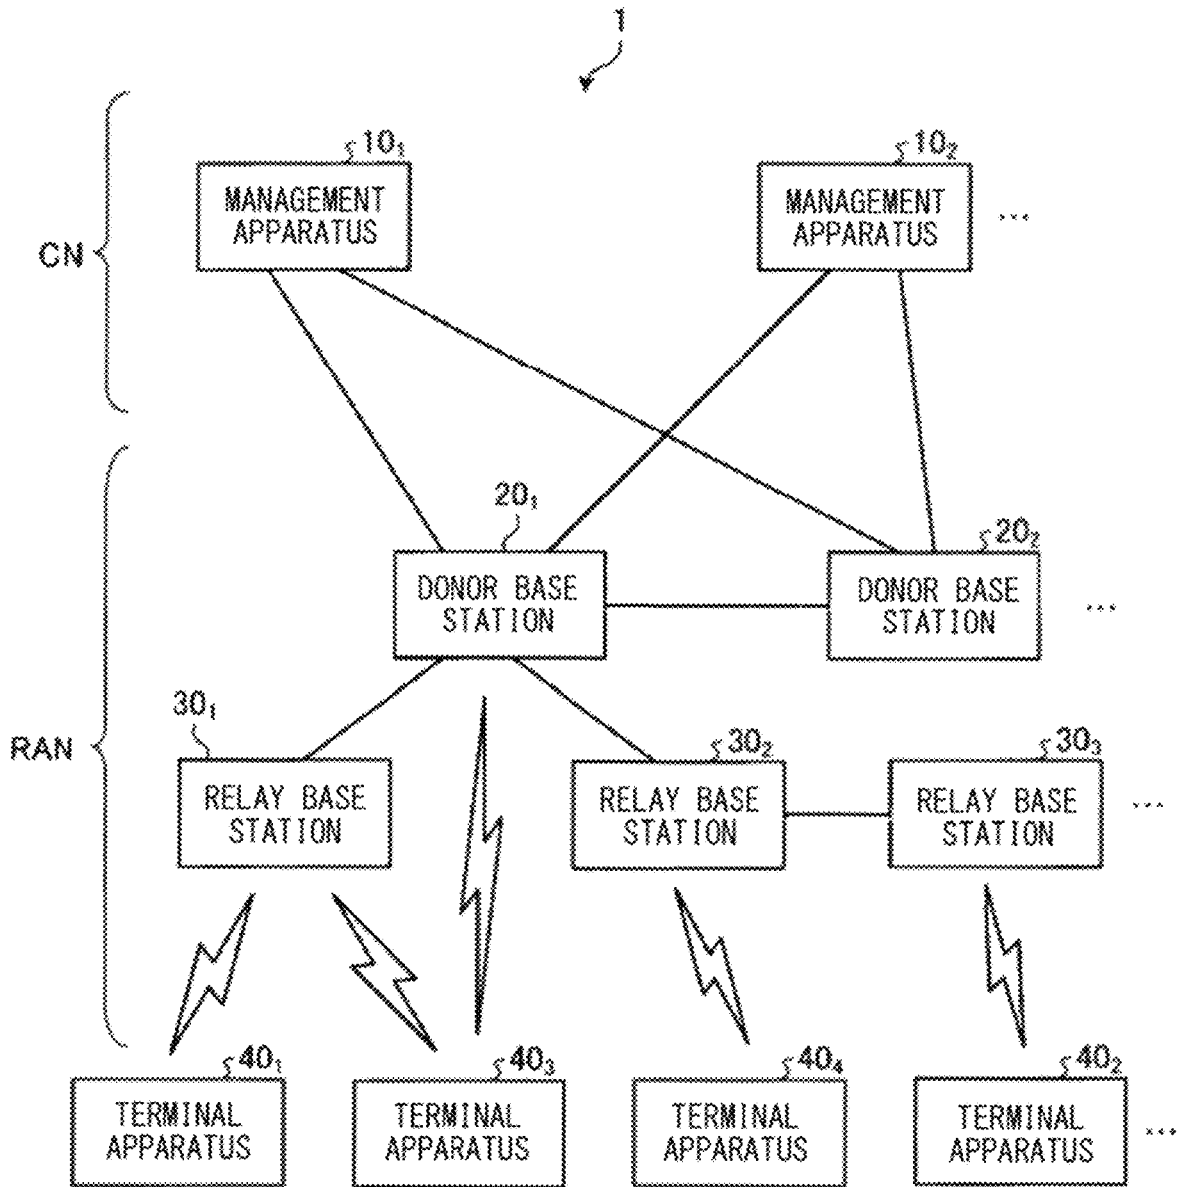 1
10₁
MANAGEMENT
APPARATUS
10₂
MANAGEMENT
APPARATUS
...
CN
20₁
DONOR BASE
STATION
20₂
DONOR BASE
STATION
...
RAN
30₁
RELAY BASE
STATION
30₂
RELAY BASE
STATION
30₃
RELAY BASE
STATION
...
40₁
TERMINAL
APPARATUS
40₃
TERMINAL
APPARATUS
40₄
TERMINAL
APPARATUS
40₂
TERMINAL
APPARATUS
...